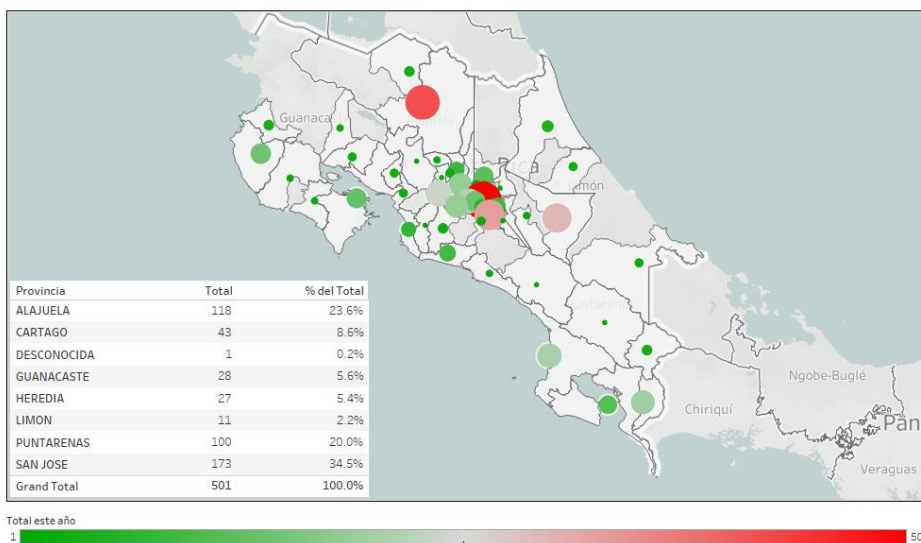 Guanacaste
Limón
Puntarenas
Ngobe-Buglé
Chiriquí
Pan
Veraguas
Provincia Total % del Total
ALAJUELA 118 23.6%
CARTAGO 43 8.6%
DESCONOCIDA 1 0.2%
GUANACASTE 28 5.6%
HEREDIA 27 5.4%
LIMON 11 2.2%
PUNTARENAS 100 20.0%
SAN JOSE 173 34.5%
Grand Total 501 100.0%
Total este año
1 50